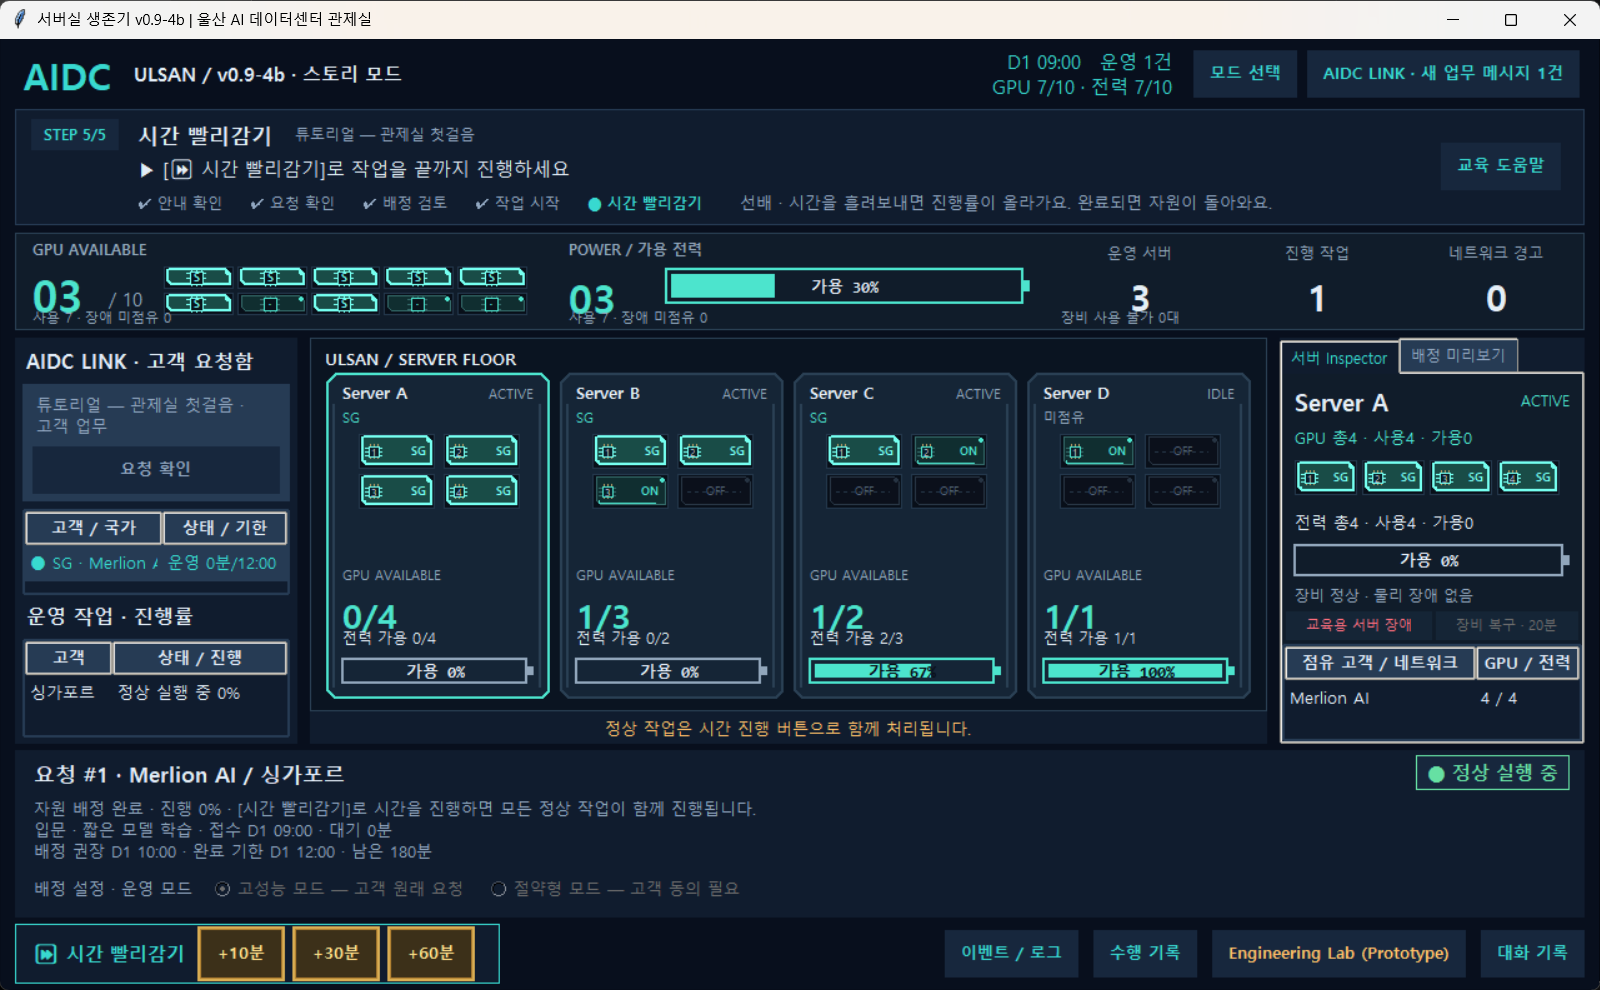 서버실 생존기 v0.9-4b | 울산 AI 데이터센터 관제실
AIDC ULSAN / v0.9-4b · 스토리 모드
D1 09:00 운영 1건
GPU 7/10 · 전력 7/10
모드 선택
AIDC LINK · 새 업무 메시지 1건
STEP 5/5 시간 빨리감기 튜토리얼 — 관제실 첫걸음
▶ [⏩ 시간 빨리감기]로 작업을 끝까지 진행하세요
✔ 안내 확인 ✔ 요청 확인 ✔ 배정 검토 ✔ 작업 시작 ● 시간 빨리감기 선배 · 시간을 흘려보내면 진행률이 올라가요. 완료되면 자원이 돌아와요.
교육 도움말
GPU AVAILABLE
03 / 10
사용 7 · 장애 미점유 0
S S S S S
S - S - -
POWER / 가용 전력
03
가용 30%
사용 7 · 장애 미점유 0
운영 서버
3
장비 사용 불가 0대
진행 작업
1
네트워크 경고
0
AIDC LINK · 고객 요청함
튜토리얼 — 관제실 첫걸음 ·
고객 업무
요청 확인
고객 / 국가 상태 / 기한
● SG · Merlion A 운영 0분/12:00
운영 작업 · 진행률
고객 상태 / 진행
싱가포르 정상 실행 중 0%
ULSAN / SERVER FLOOR
Server A ACTIVE
SG
1 SG 2 SG
3 SG 4 SG
GPU AVAILABLE
0/4
전력 가용 0/4
가용 0%
Server B ACTIVE
SG
1 SG 2 SG
3 ON OFF
GPU AVAILABLE
1/3
전력 가용 0/2
가용 0%
Server C ACTIVE
SG
1 SG 2 ON
OFF OFF
GPU AVAILABLE
1/2
전력 가용 2/3
가용 67%
Server D IDLE
미점유
1 ON OFF
OFF OFF
GPU AVAILABLE
1/1
전력 가용 1/1
가용 100%
정상 작업은 시간 진행 버튼으로 함께 처리됩니다.
서버 Inspector 배정 미리보기
Server A ACTIVE
GPU 총4 · 사용4 · 가용0
1 SG 2 SG 3 SG 4 SG
전력 총4 · 사용4 · 가용0
가용 0%
장비 정상 · 물리 장애 없음
교육용 서버 장애 장비 복구 · 20분
점유 고객 / 네트워크 GPU / 전력
Merlion AI 4 / 4
요청 #1 · Merlion AI / 싱가포르
● 정상 실행 중
자원 배정 완료 · 진행 0% · [시간 빨리감기]로 시간을 진행하면 모든 정상 작업이 함께 진행됩니다.
입문 · 짧은 모델 학습 · 접수 D1 09:00 · 대기 0분
배정 권장 D1 10:00 · 완료 기한 D1 12:00 · 남은 180분
배정 설정 · 운영 모드 고성능 모드 — 고객 원래 요청 절약형 모드 — 고객 동의 필요
⏩ 시간 빨리감기 +10분 +30분 +60분
이벤트 / 로그 수행 기록 Engineering Lab (Prototype) 대화 기록